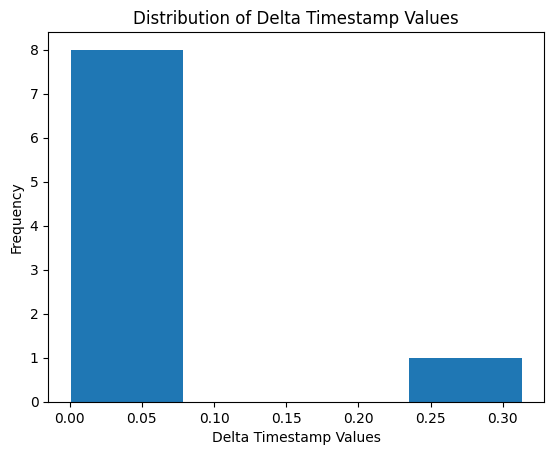 Distribution of Delta Timestamp Values
Frequency
8
7
6
5
4
3
2
1
0
0.00 0.05 0.10 0.15 0.20 0.25 0.30
Delta Timestamp Values